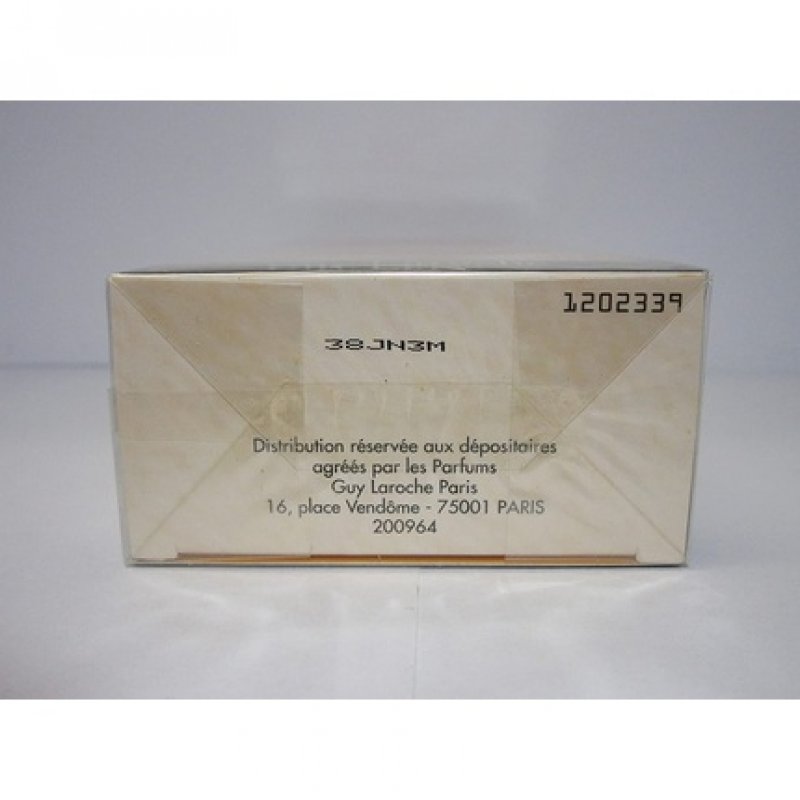 1202339
38JN3M
Distribution réservée aux dépositaires
agréés par les Parfums
Guy Laroche Paris
16, place Vendôme - 75001 PARIS
200964